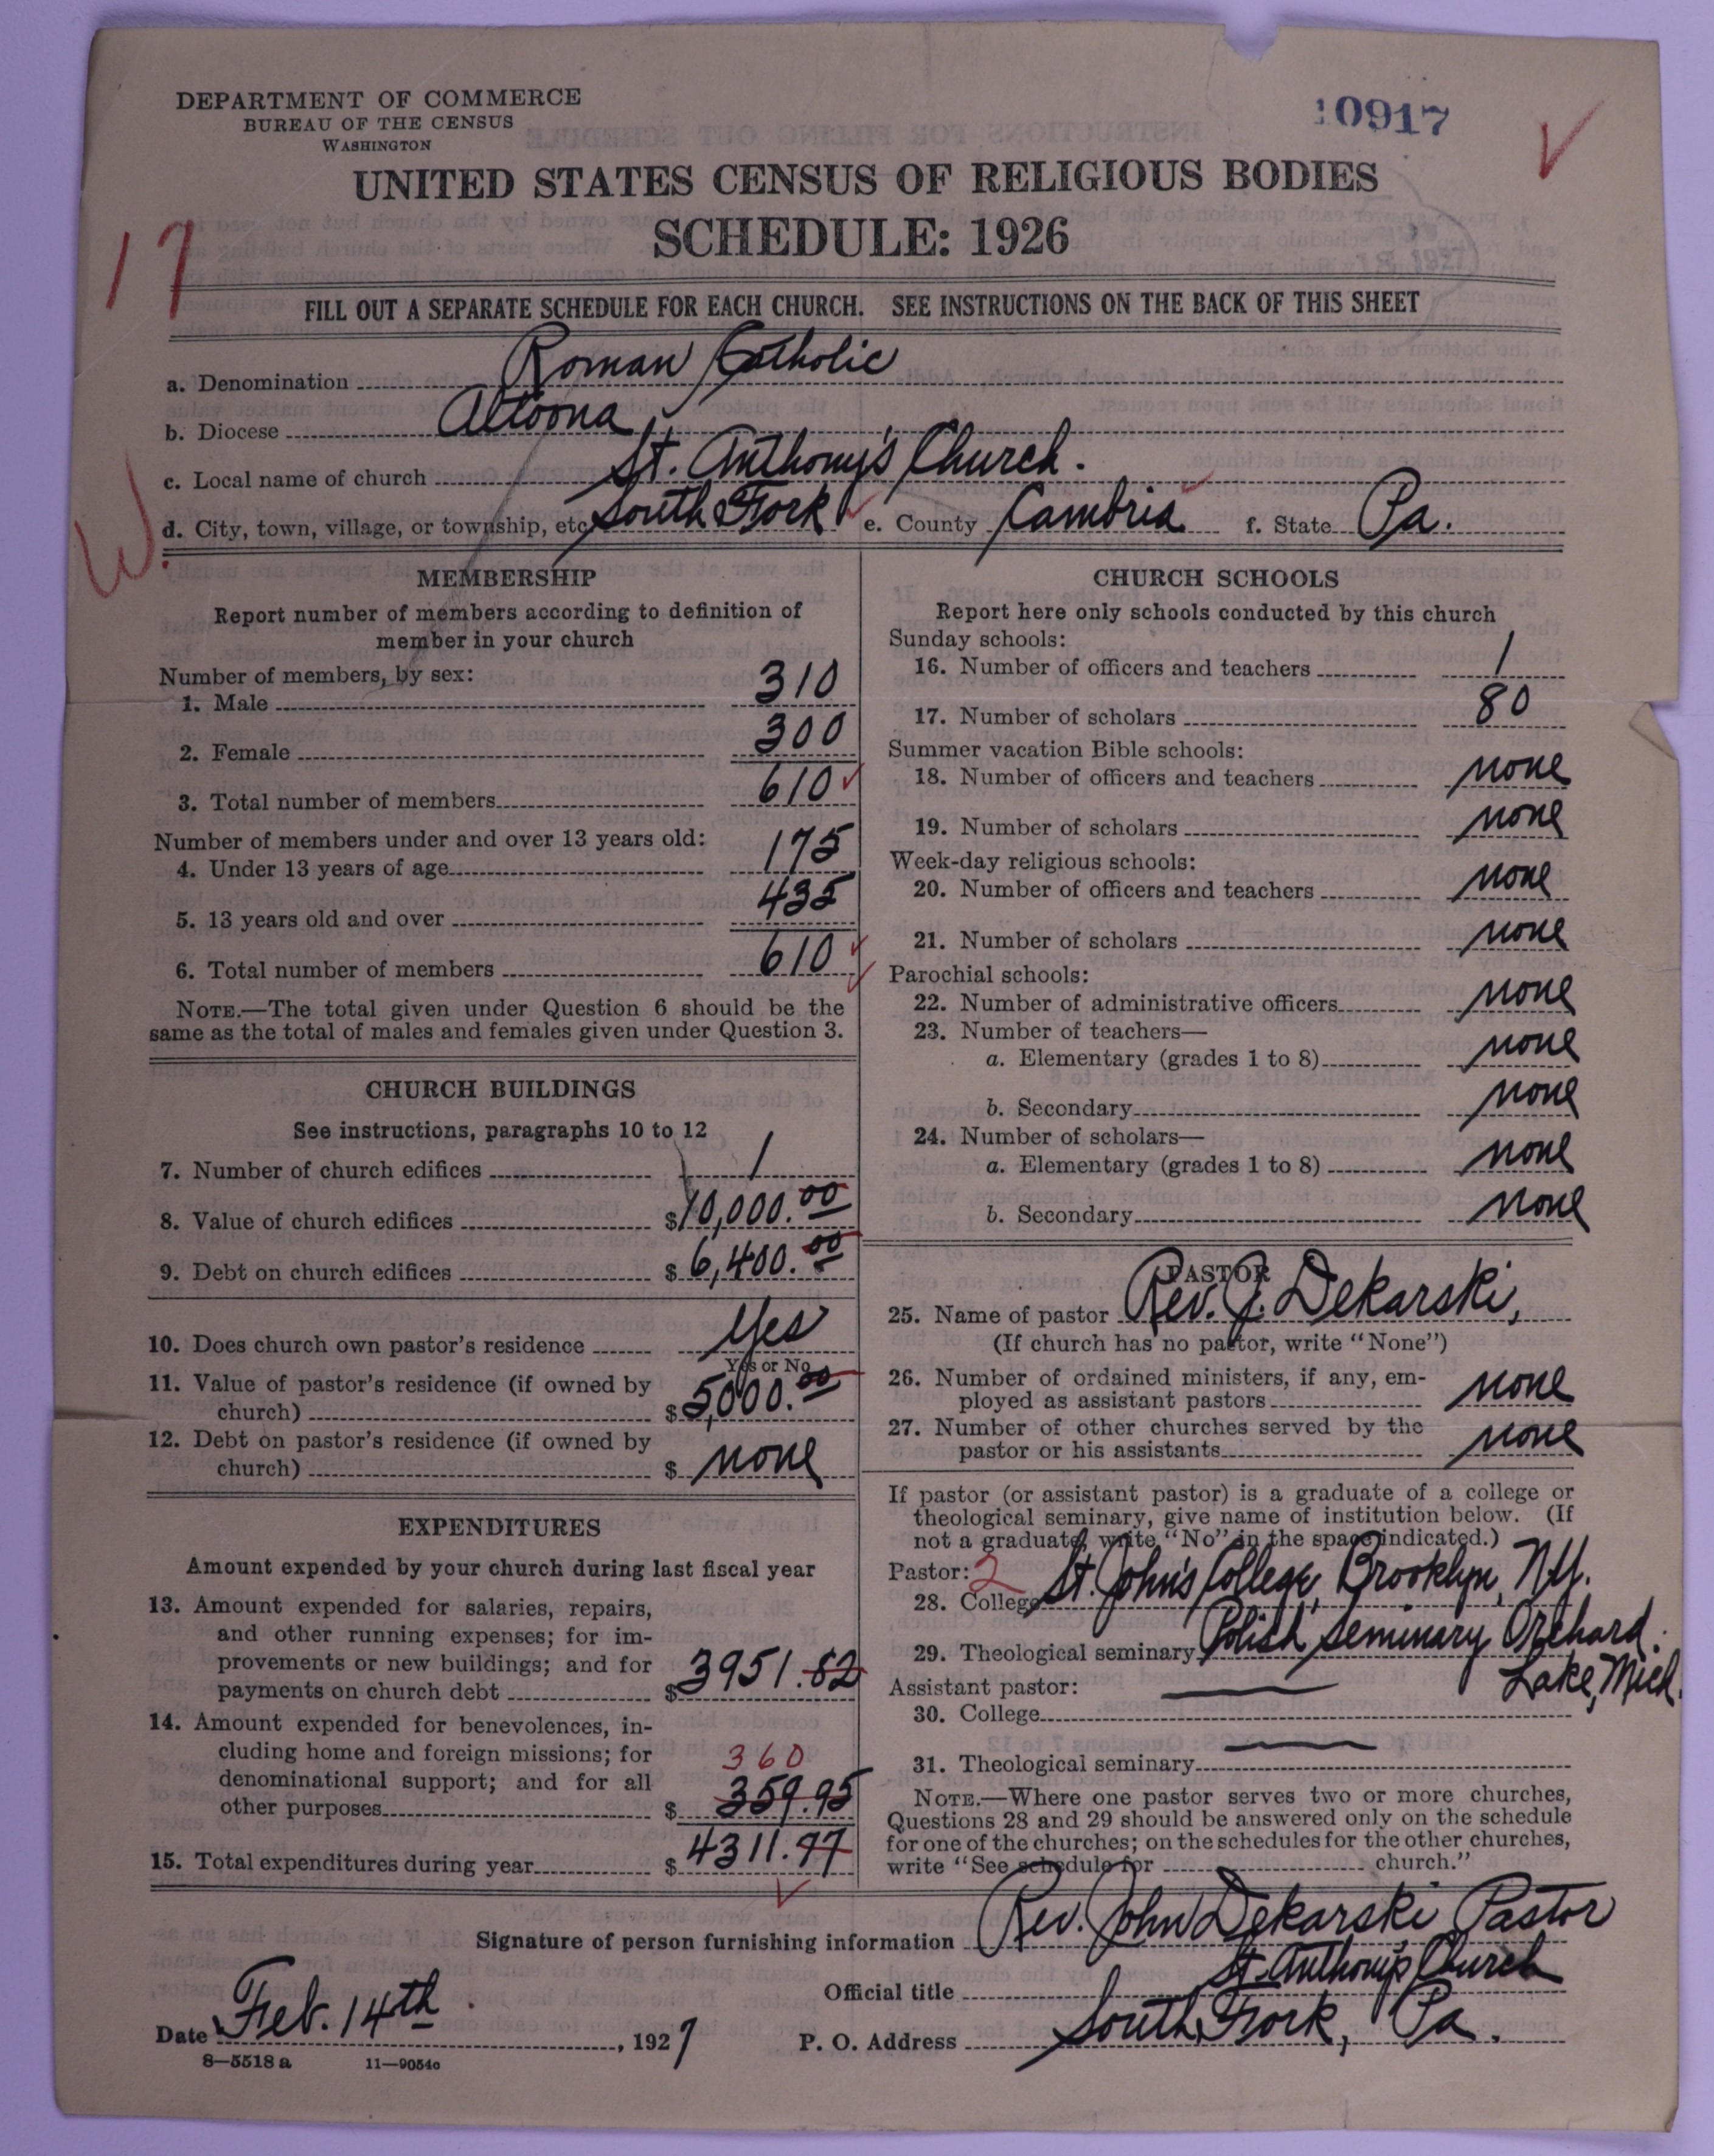 DEPARTMENT OF COMMERCE
BUREAU OF THE CENSUS
WASHINGTON
10917
UNITED STATES CENSUS OF RELIGIOUS BODIES
SCHEDULE: 1926
17
FILL OUT A SEPARATE SCHEDULE FOR EACH CHURCH. SEE INSTRUCTIONS ON THE BACK OF THIS SHEET
a. Denomination Roman Catholic
b. Diocese Altoona
c. Local name of church St. Anthony's Church.
d. City, town, village, or township, etc South Fork e. County Cambria f. State Pa.
W.
MEMBERSHIP
Report number of members according to definition of
member in your church
Number of members, by sex:
1. Male 310
2. Female 300
3. Total number of members 610
Number of members under and over 13 years old:
4. Under 13 years of age 175
5. 13 years old and over 435
6. Total number of members 610
NOTE.—The total given under Question 6 should be the
same as the total of males and females given under Question 3.
CHURCH BUILDINGS
See instructions, paragraphs 10 to 12
7. Number of church edifices 1
8. Value of church edifices $10,000.00
9. Debt on church edifices $ 6,400.00
10. Does church own pastor's residence Yes
Yes or No
11. Value of pastor's residence (if owned by
church) $5,000.00
12. Debt on pastor's residence (if owned by
church) $ none
EXPENDITURES
Amount expended by your church during last fiscal year
13. Amount expended for salaries, repairs,
and other running expenses; for im-
provements or new buildings; and for
payments on church debt $3951.82
14. Amount expended for benevolences, in-
cluding home and foreign missions; for 360
denominational support; and for all
other purposes $ 359.95
15. Total expenditures during year $ 4311.77
CHURCH SCHOOLS
Report here only schools conducted by this church
Sunday schools:
16. Number of officers and teachers 1
17. Number of scholars 80
Summer vacation Bible schools:
18. Number of officers and teachers none
19. Number of scholars none
Week-day religious schools:
20. Number of officers and teachers none
21. Number of scholars none
Parochial schools:
22. Number of administrative officers none
23. Number of teachers—
a. Elementary (grades 1 to 8) none
b. Secondary none
24. Number of scholars—
a. Elementary (grades 1 to 8) none
b. Secondary none
PASTOR
25. Name of pastor Rev. J. Dekarski,
(If church has no pastor, write "None")
26. Number of ordained ministers, if any, em-
ployed as assistant pastors none
27. Number of other churches served by the
pastor or his assistants none
If pastor (or assistant pastor) is a graduate of a college or
theological seminary, give name of institution below. (If
not a graduate, write "No" in the space indicated.)
Pastor: 2
28. College St. John's College, Brooklyn, N.Y.
29. Theological seminary Polish Seminary Orchard
Lake, Mich.
Assistant pastor:
30. College
31. Theological seminary
NOTE.—Where one pastor serves two or more churches,
Questions 28 and 29 should be answered only on the schedule
for one of the churches; on the schedules for the other churches,
write "See schedule for church."
Signature of person furnishing information Rev. John Dekarski Pastor
Official title St. Anthony's Church
Date Feb. 14th, 1927 P. O. Address South Fork, Pa.
8—5518 a 11—9054c